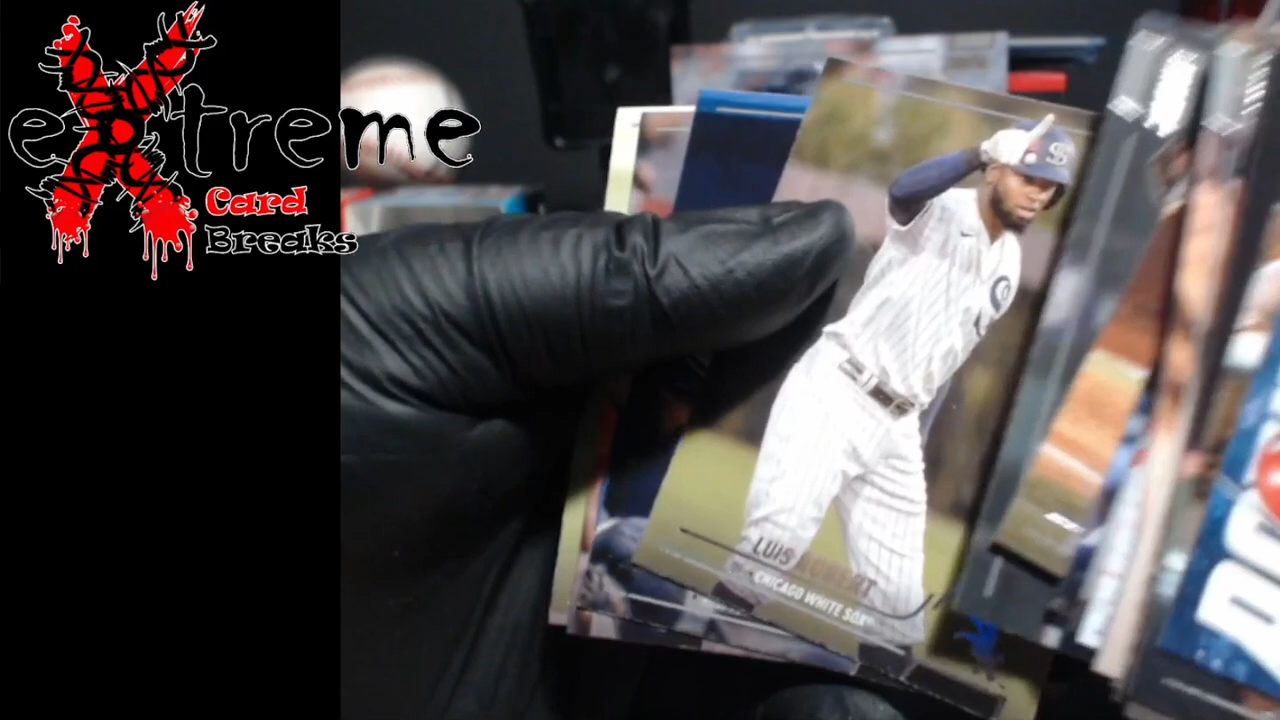 extreme
Card
Breaks
LUIS ROBERT
CHICAGO WHITE SOX